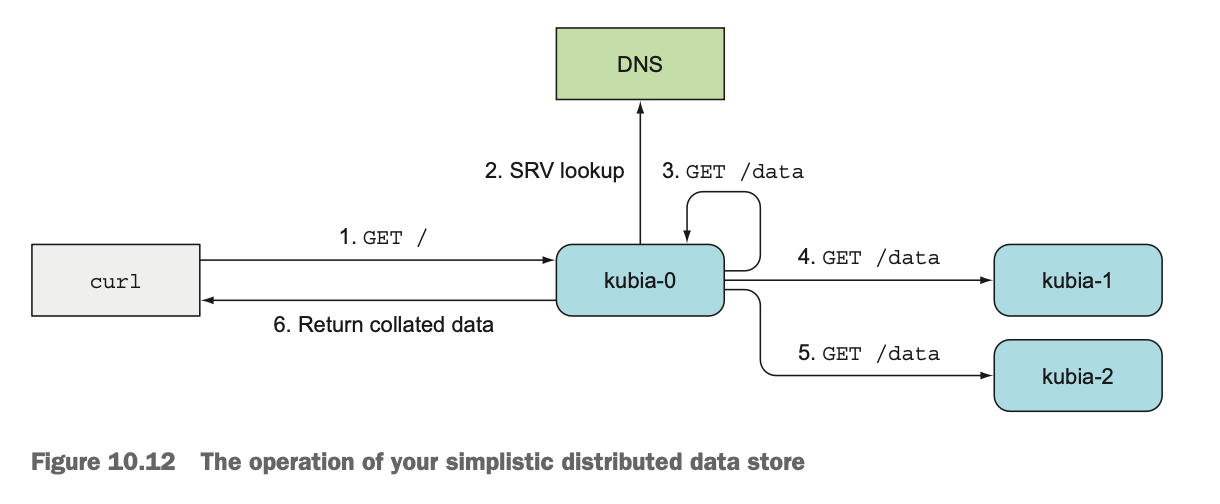 DNS
2. SRV lookup
3. GET /data
1. GET /
4. GET /data
curl
kubia-0
kubia-1
6. Return collated data
5. GET /data
kubia-2
Figure 10.12 The operation of your simplistic distributed data store